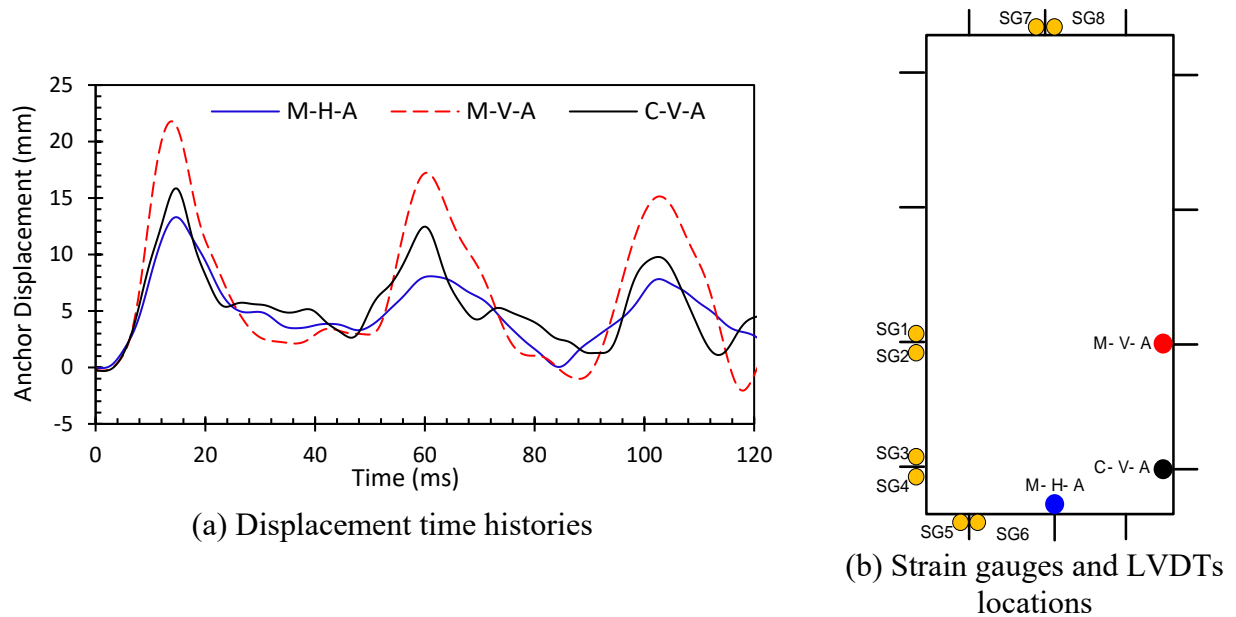 M-H-A M-V-A C-V-A
Anchor Displacement (mm)
25
20
15
10
5
0
-5
0 20 40 60 80 100 120
Time (ms)
(a) Displacement time histories
SG7 SG8
SG1
SG2
M- V- A
SG3
SG4
C- V- A
M- H- A
SG5 SG6
(b) Strain gauges and LVDTs
locations